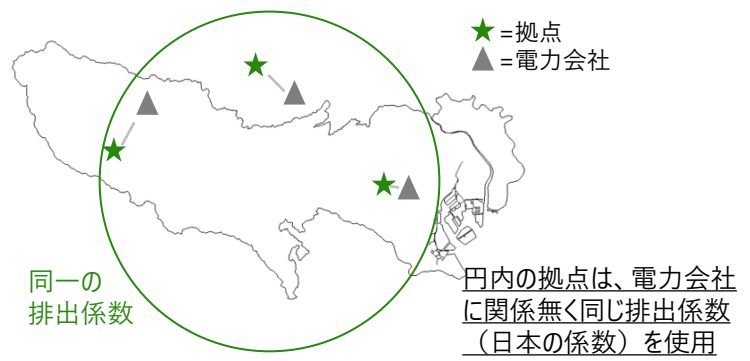 ★=拠点
▲=電力会社
同一の
排出係数
円内の拠点は、電力会社
に関係無く同じ排出係数
（日本の係数）を使用